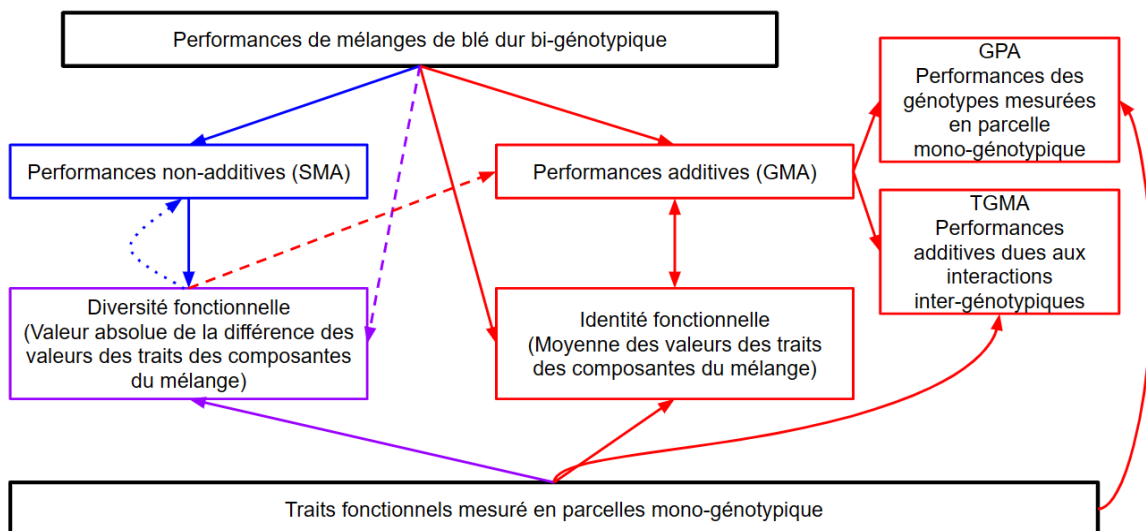 Performances de mélanges de blé dur bi-génotypique
GPA
Performances des
génotypes mesurées
en parcelle
mono-génotypique
Performances non-additives (SMA)
Performances additives (GMA)
TGMA
Performances
additives dues aux
interactions
inter-génotypiques
Diversité fonctionnelle
(Valeur absolue de la différence des
valeurs des traits des composantes
du mélange)
Identité fonctionnelle
(Moyenne des valeurs des traits
des composantes du mélange)
Traits fonctionnels mesuré en parcelles mono-génotypique